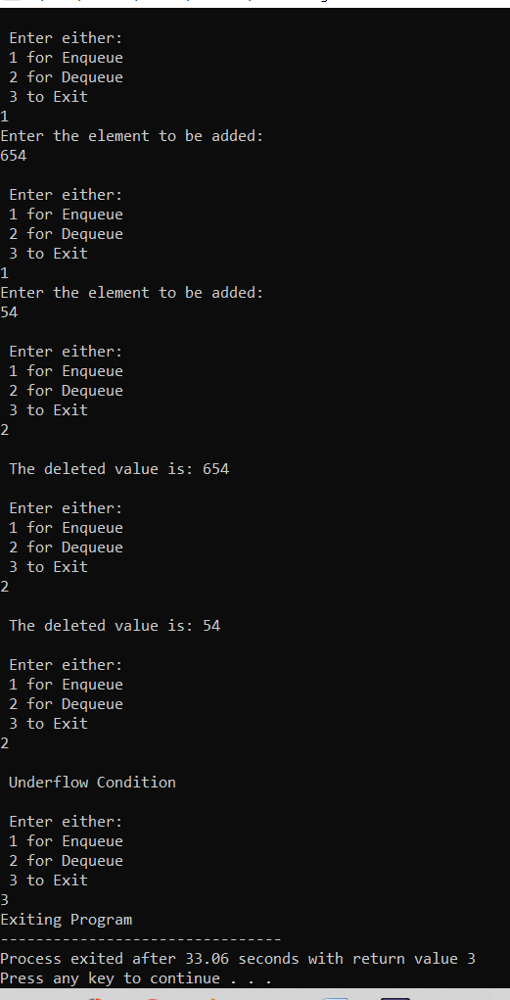 Enter either:
1 for Enqueue
2 for Dequeue
3 to Exit
1
Enter the element to be added:
654
Enter either:
1 for Enqueue
2 for Dequeue
3 to Exit
1
Enter the element to be added:
54
Enter either:
1 for Enqueue
2 for Dequeue
3 to Exit
2
The deleted value is: 654
Enter either:
1 for Enqueue
2 for Dequeue
3 to Exit
2
The deleted value is: 54
Enter either:
1 for Enqueue
2 for Dequeue
3 to Exit
2
Underflow Condition
Enter either:
1 for Enqueue
2 for Dequeue
3 to Exit
3
Exiting Program
--------------------------------
Process exited after 33.06 seconds with return value 3
Press any key to continue . . .